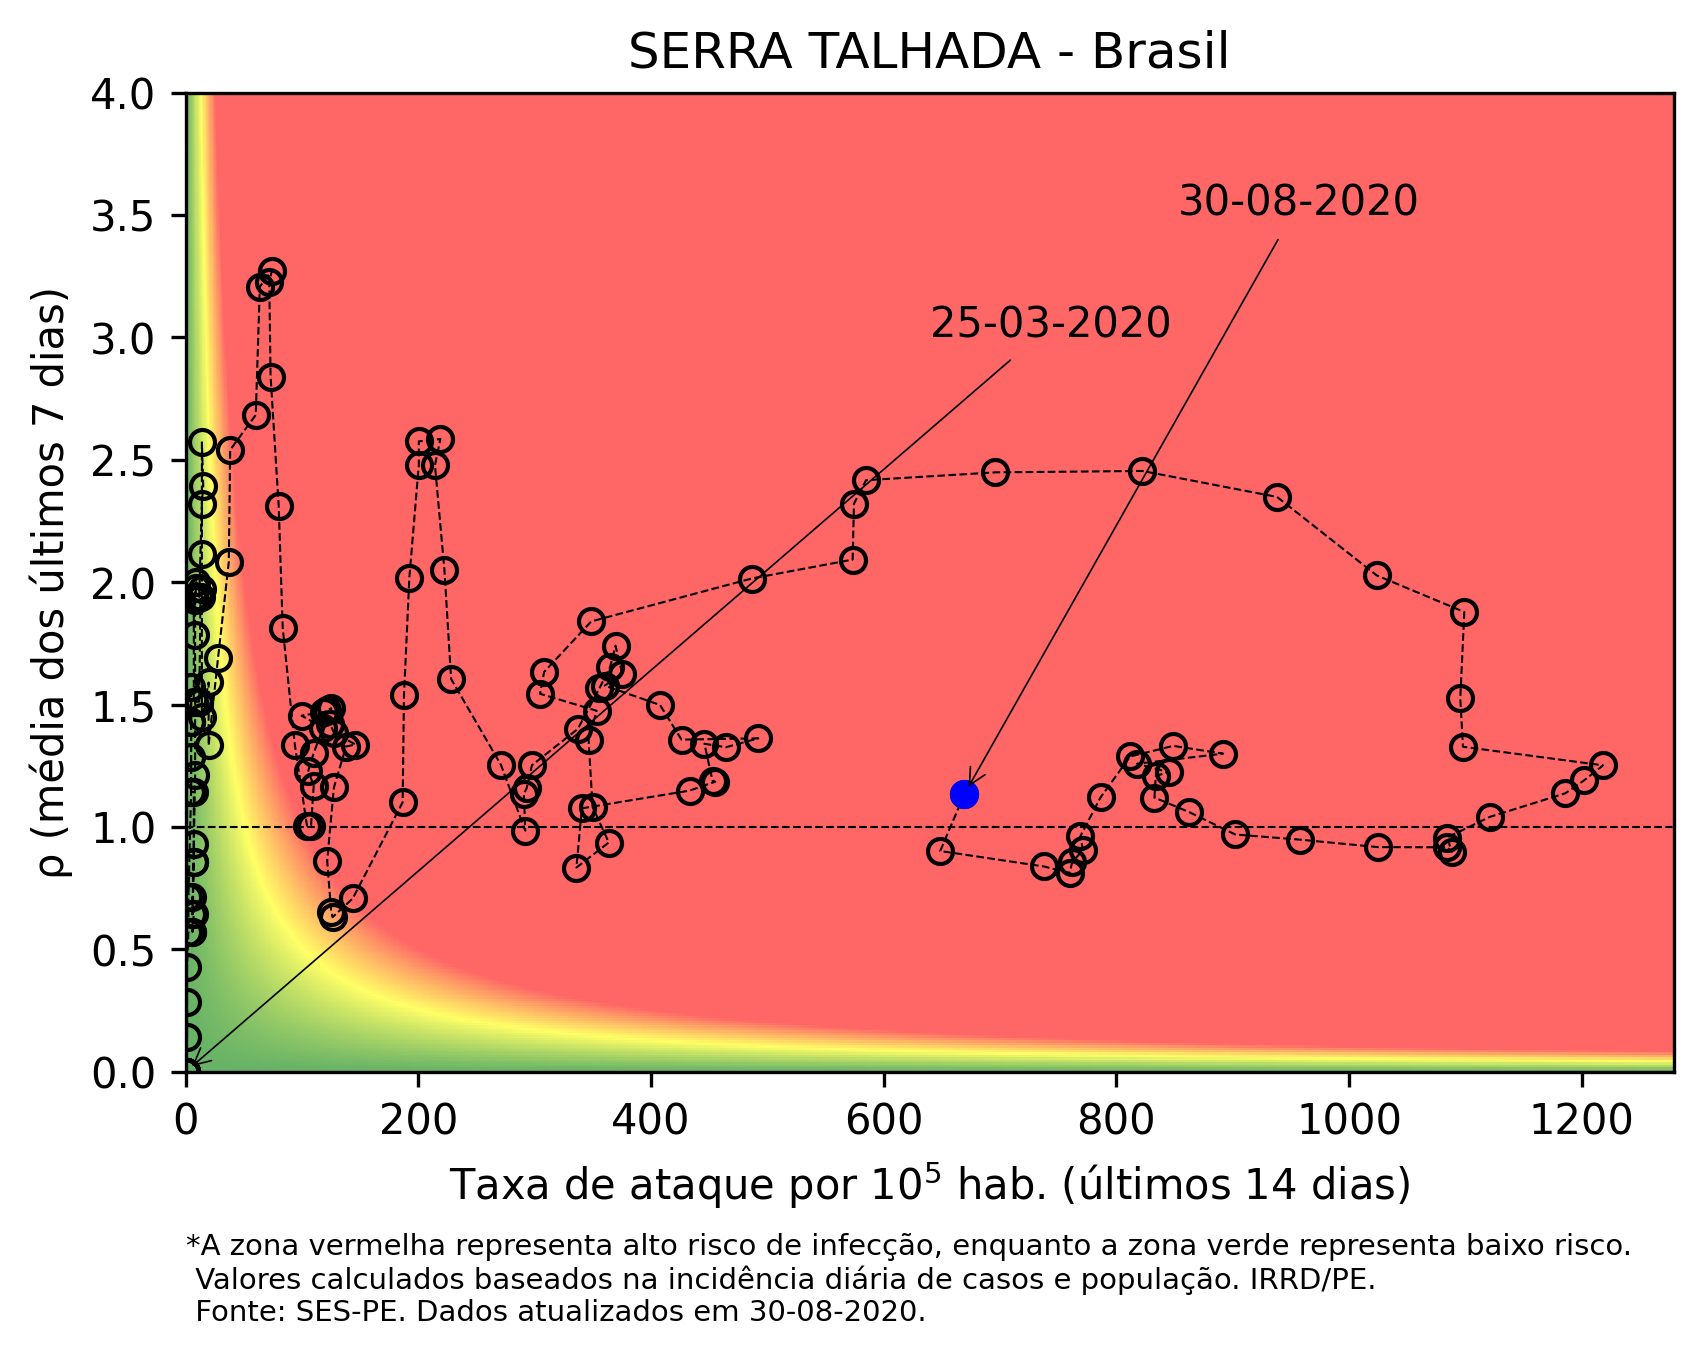 SERRA TALHADA - Brasil
4.0
3.5
3.0
2.5
2.0
1.5
1.0
0.5
0.0
ρ (média dos últimos 7 dias)
30-08-2020
25-03-2020
0 200 400 600 800 1000 1200
Taxa de ataque por 10⁵ hab. (últimos 14 dias)
*A zona vermelha representa alto risco de infecção, enquanto a zona verde representa baixo risco.
Valores calculados baseados na incidência diária de casos e população. IRRD/PE.
Fonte: SES-PE. Dados atualizados em 30-08-2020.